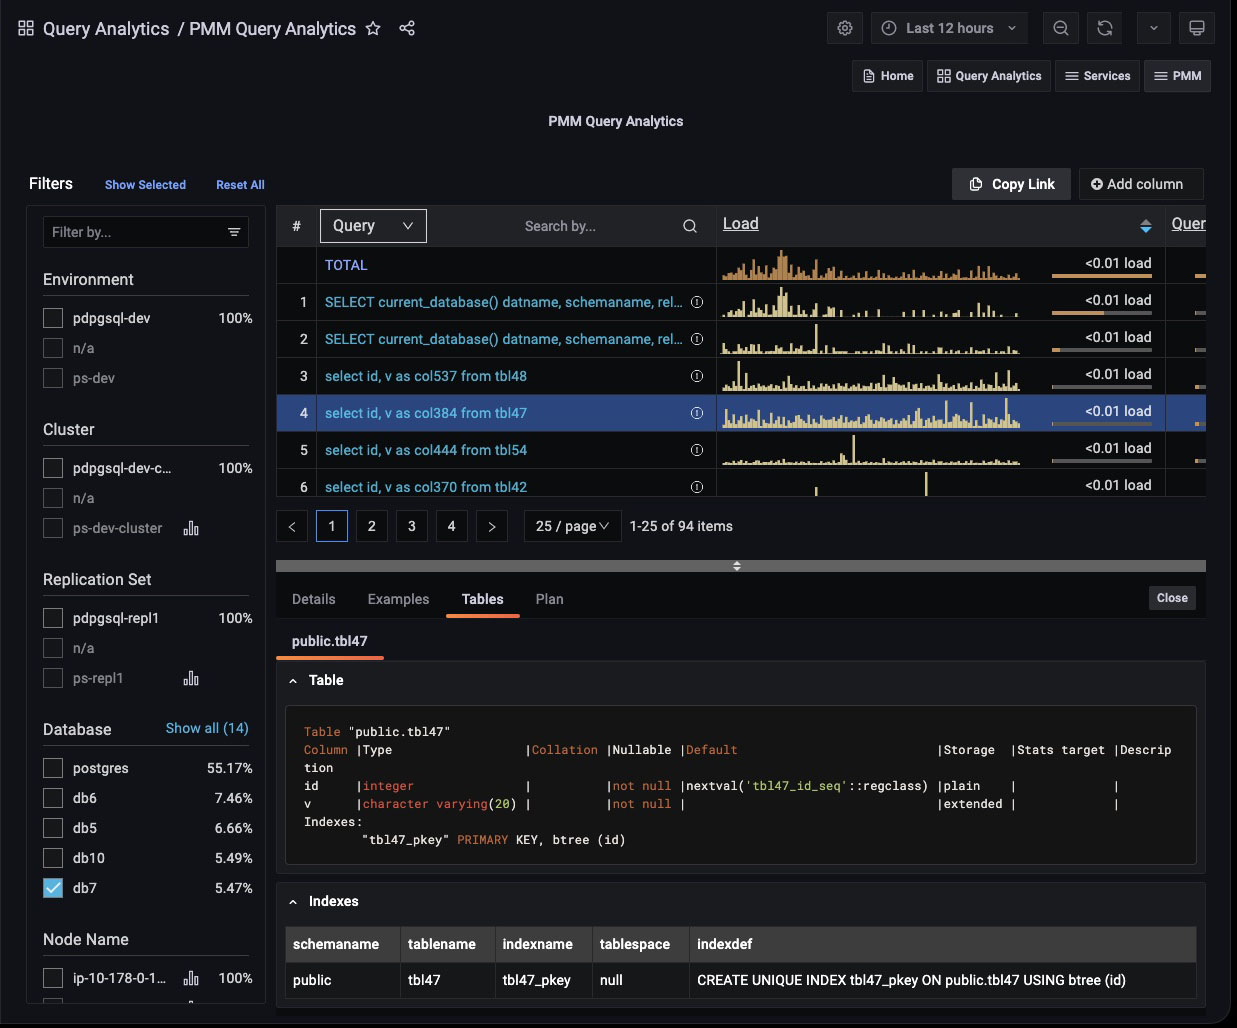 Query Analytics / PMM Query Analytics
Last 12 hours
Home
Query Analytics
Services
PMM
PMM Query Analytics
Filters
Show Selected
Reset All
Copy Link
Add column
Filter by...
Environment
pdpgsql-dev 100%
n/a
ps-dev
Cluster
pdpgsql-dev-c... 100%
n/a
ps-dev-cluster
Replication Set
pdpgsql-repl1 100%
n/a
ps-repl1
Database Show all (14)
postgres 55.17%
db6 7.46%
db5 6.66%
db10 5.49%
db7 5.47%
Node Name
ip-10-178-0-1... 100%
# Query Search by... Load Quer
TOTAL <0.01 load
1 SELECT current_database() datname, schemaname, rel... <0.01 load
2 SELECT current_database() datname, schemaname, rel... <0.01 load
3 select id, v as col537 from tbl48 <0.01 load
4 select id, v as col384 from tbl47 <0.01 load
5 select id, v as col444 from tbl54 <0.01 load
6 select id, v as col370 from tbl42 <0.01 load
< 1 2 3 4 > 25 / page 1-25 of 94 items
Details Examples Tables Plan Close
public.tbl47
Table
Table "public.tbl47"
Column |Type |Collation |Nullable |Default |Storage |Stats target |Descrip
tion
id |integer | |not null |nextval('tbl47_id_seq'::regclass) |plain | |
v |character varying(20) | |not null | |extended | |
Indexes:
"tbl47_pkey" PRIMARY KEY, btree (id)
Indexes
schemaname tablename indexname tablespace indexdef
public tbl47 tbl47_pkey null CREATE UNIQUE INDEX tbl47_pkey ON public.tbl47 USING btree (id)